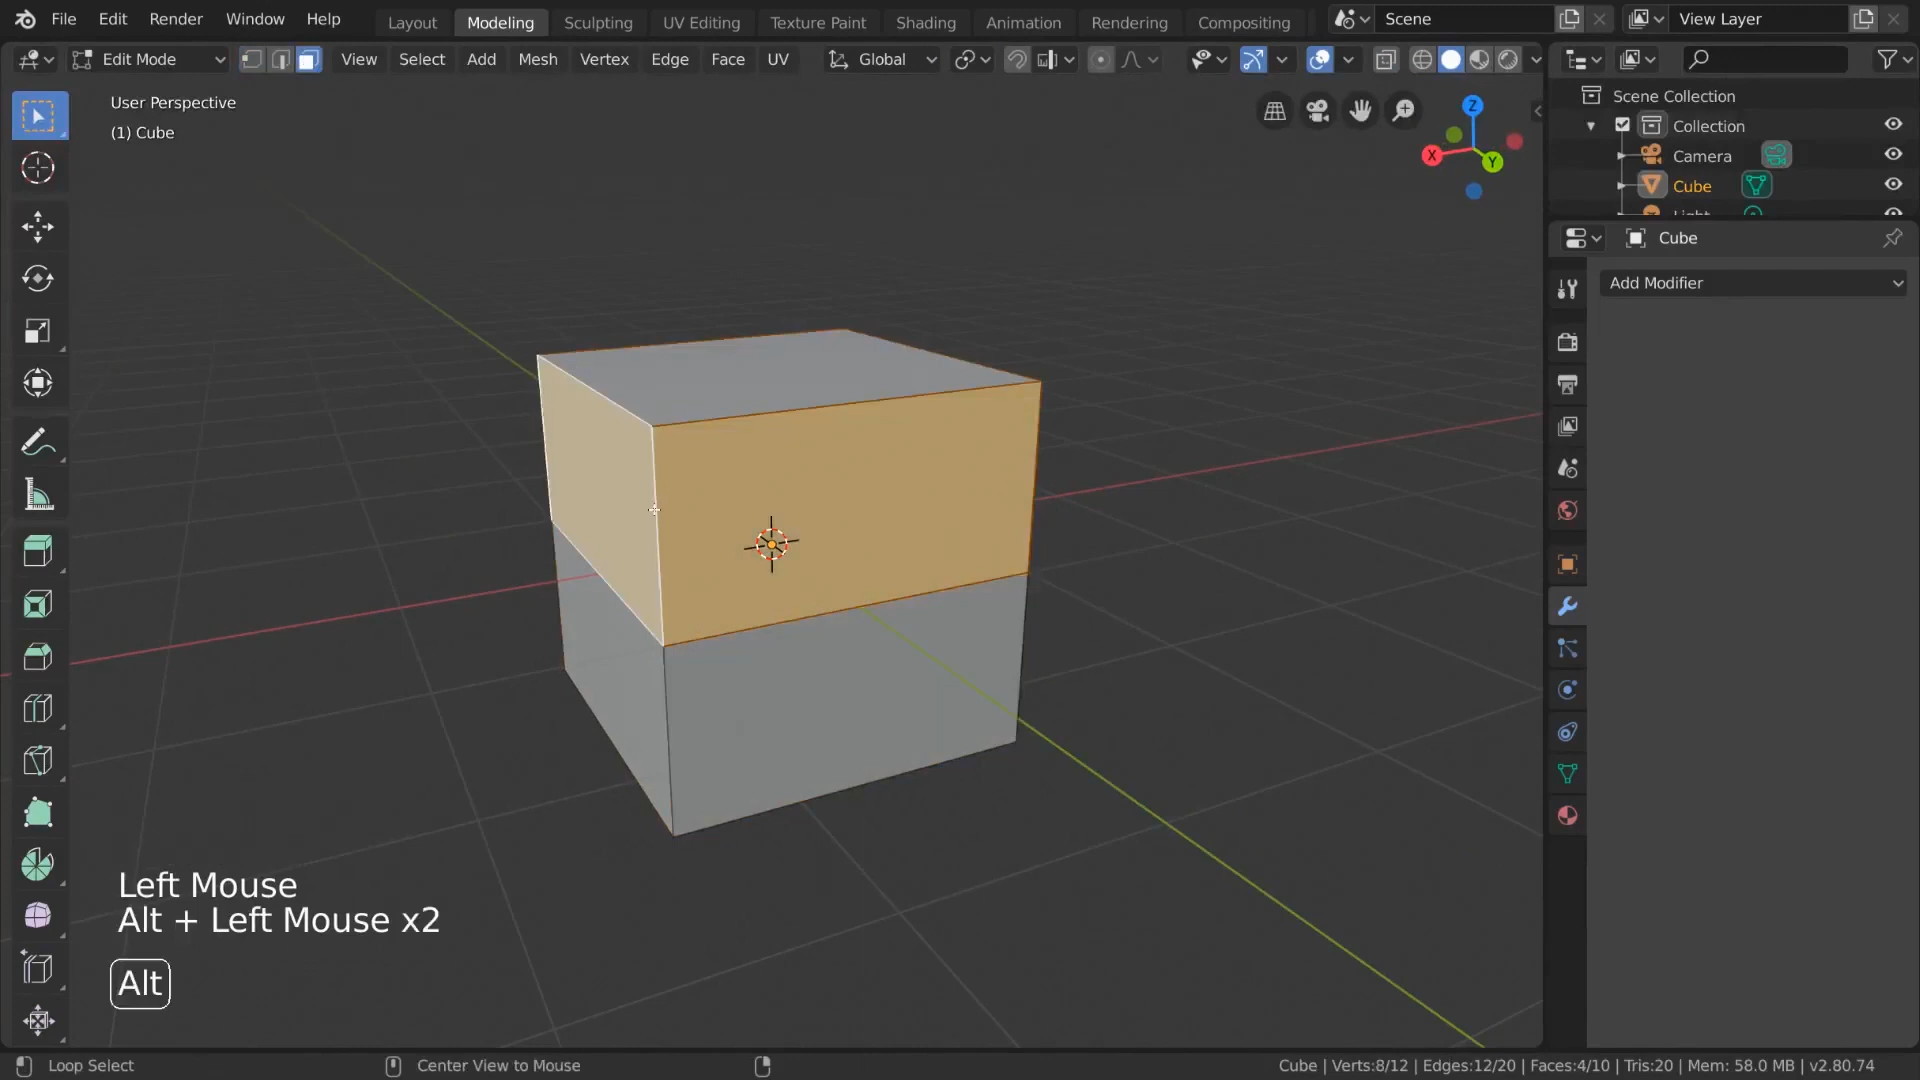 File Edit Render Window Help Layout Modeling Sculpting UV Editing Texture Paint Shading Animation Rendering Compositing Scene View Layer
Edit Mode View Select Add Mesh Vertex Edge Face UV Global
User Perspective
(1) Cube
Z
X
Y
Scene Collection
Collection
Camera
Cube
Light
Cube
Add Modifier
Left Mouse
Alt + Left Mouse x2
Alt
Loop Select Center View to Mouse Cube | Verts:8/12 | Edges:12/20 | Faces:4/10 | Tris:20 | Mem: 58.0 MB | v2.80.74